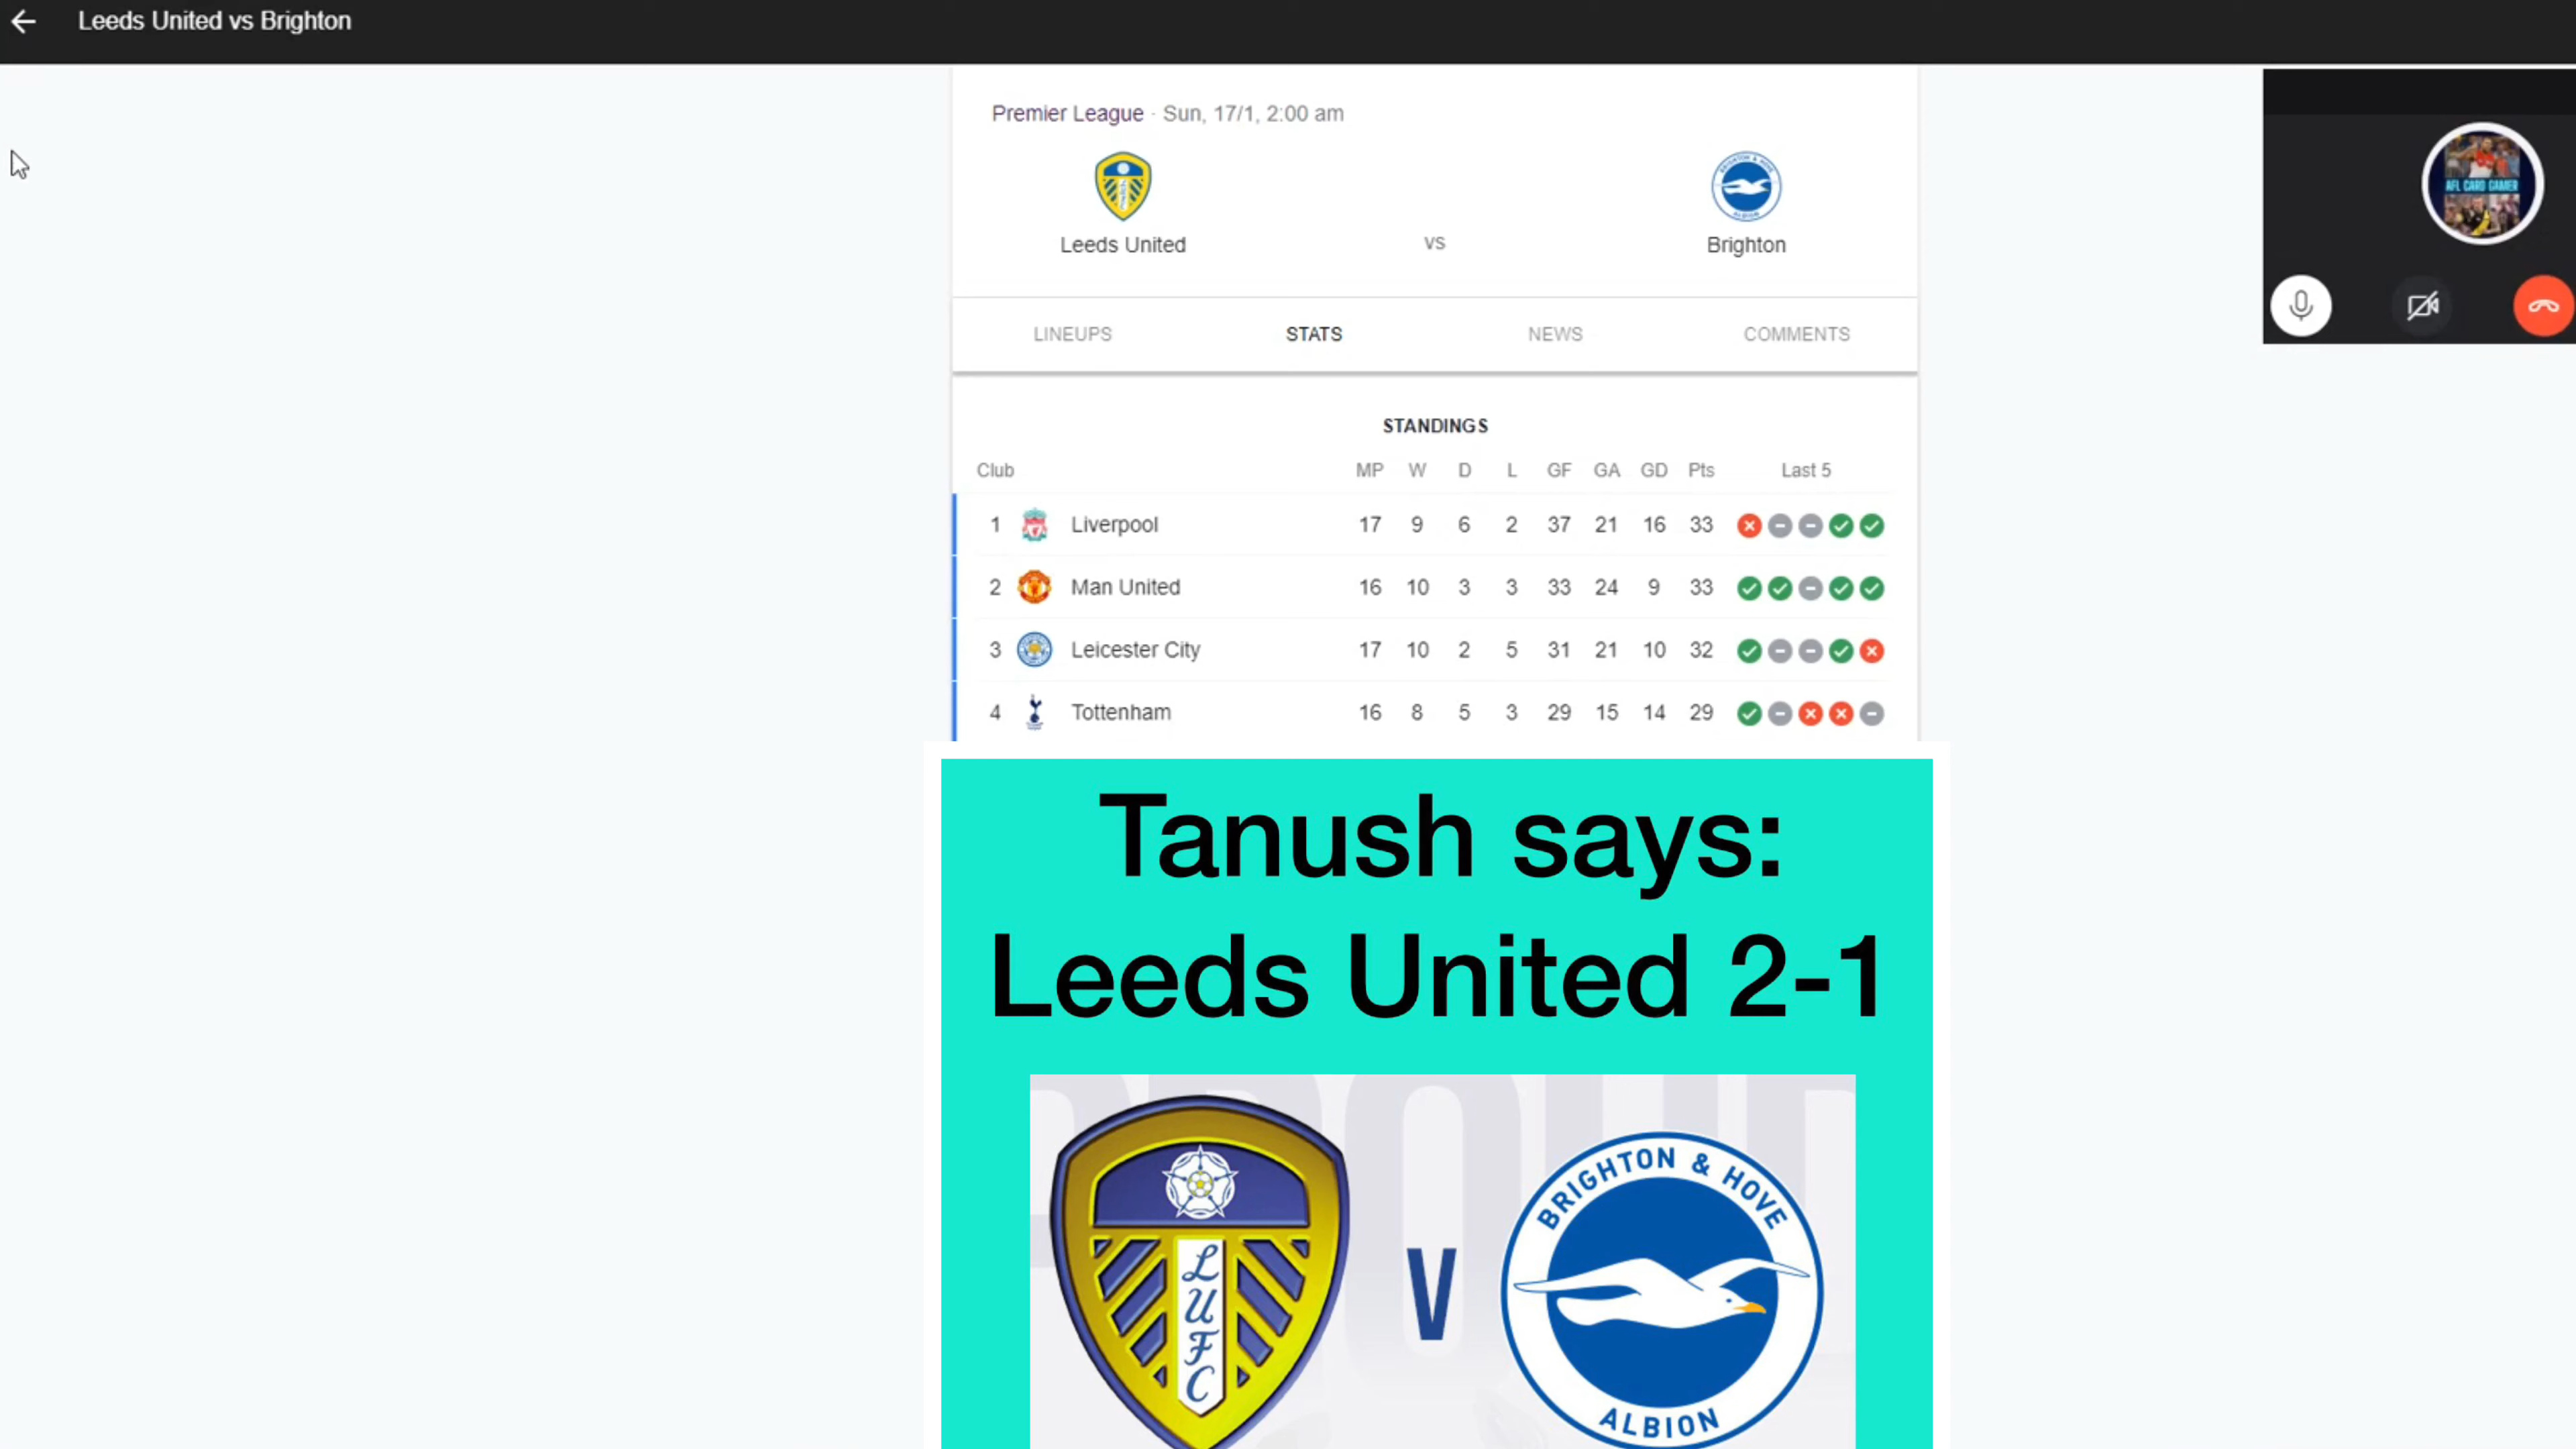 Leeds United vs Brighton
Premier League · Sun, 17/1, 2:00 am
Leeds United vs Brighton
LINEUPS STATS NEWS COMMENTS
STANDINGS
Club MP W D L GF GA GD Pts Last 5
1 Liverpool 17 9 6 2 37 21 16 33
2 Man United 16 10 3 3 33 24 9 33
3 Leicester City 17 10 2 5 31 21 10 32
4 Tottenham 16 8 5 3 29 15 14 29
AFL CARD GAMER
Tanush says:
Leeds United 2-1
LUFC
V
BRIGHTON & HOVE
ALBION